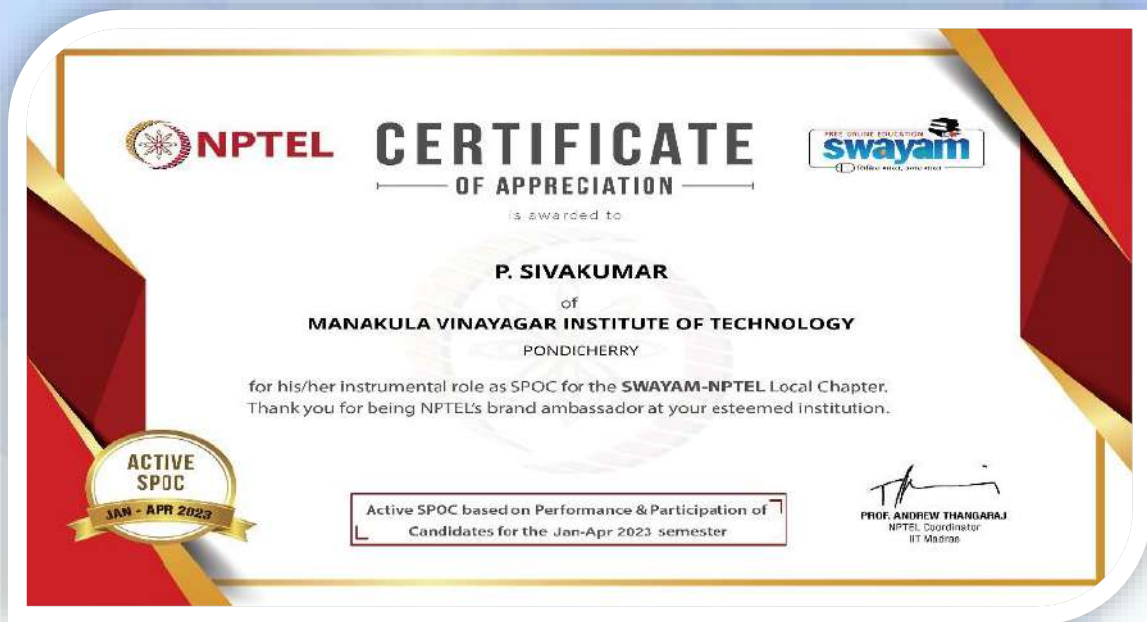 NPTEL
CERTIFICATE
OF APPRECIATION
FREE ONLINE EDUCATION
swayam
is awarded to
P. SIVAKUMAR
of
MANAKULA VINAYAGAR INSTITUTE OF TECHNOLOGY
PONDICHERRY
for his/her instrumental role as SPOC for the SWAYAM-NPTEL Local Chapter.
Thank you for being NPTEL's brand ambassador at your esteemed institution.
ACTIVE
SPOC
JAN - APR 2023
Active SPOC based on Performance & Participation of
Candidates for the Jan-Apr 2023 semester
PROF. ANDREW THANGARAJ
NPTEL Coordinator
IIT Madras